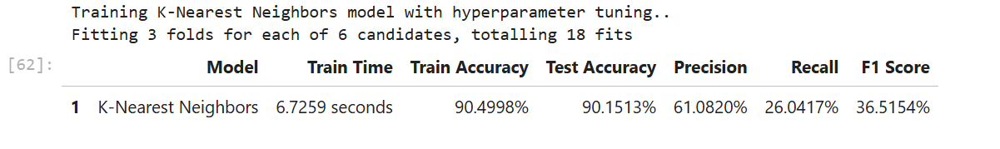 Training K-Nearest Neighbors model with hyperparameter tuning..
Fitting 3 folds for each of 6 candidates, totalling 18 fits
[62]:
Model Train Time Train Accuracy Test Accuracy Precision Recall F1 Score
1 K-Nearest Neighbors 6.7259 seconds 90.4998% 90.1513% 61.0820% 26.0417% 36.5154%